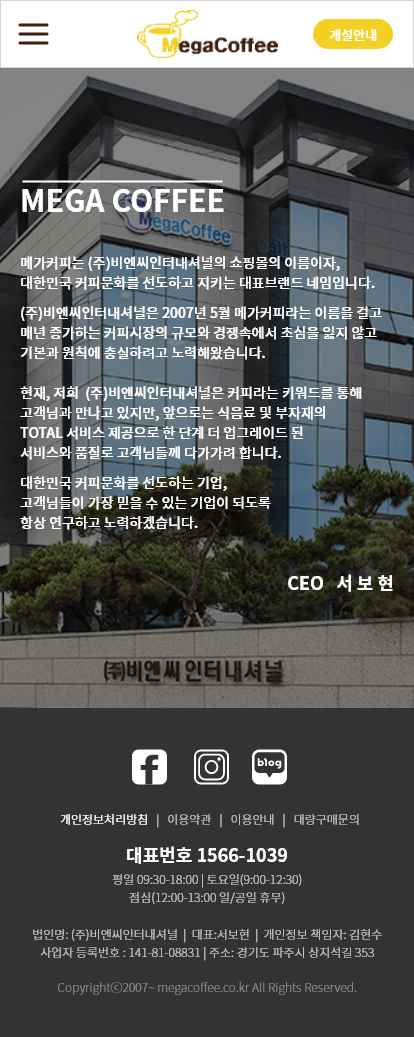 MegaCoffee
개설안내
MEGA COFFEE
MegaCoffee
메가커피는 (주)비엔씨인터내셔널의 쇼핑몰의 이름이자,
대한민국 커피문화를 선도하고 지키는 대표브랜드 네임입니다.
(주)비엔씨인터내셔널은 2007년 5월 메가커피라는 이름을 걸고
매년 증가하는 커피시장의 규모와 경쟁속에서 초심을 잃지 않고
기본과 원칙에 충실하려고 노력해왔습니다.
현재, 저희 (주)비엔씨인터내셔널은 커피라는 키워드를 통해
고객님과 만나고 있지만, 앞으로는 식음료 및 부자재의
TOTAL 서비스 제공으로 한 단계 더 업그레이드 된
서비스와 품질로 고객님들께 다가가려 합니다.
대한민국 커피문화를 선도하는 기업,
고객님들이 가장 믿을 수 있는 기업이 되도록
항상 연구하고 노력하겠습니다.
CEO 서 보 현
(주)비앤씨인터내셔널
blog
개인정보처리방침 | 이용약관 | 이용안내 | 대량구매문의
대표번호 1566-1039
평일 09:30-18:00 | 토요일(9:00-12:30)
점심(12:00-13:00 일/공일 휴무)
법인명: (주)비엔씨인터내셔널 | 대표:서보현 | 개인정보 책임자: 김현수
사업자 등록번호 : 141-81-08831 | 주소: 경기도 파주시 상지석길 353
Copyrightⓒ2007~ megacoffee.co.kr All Rights Reserved.